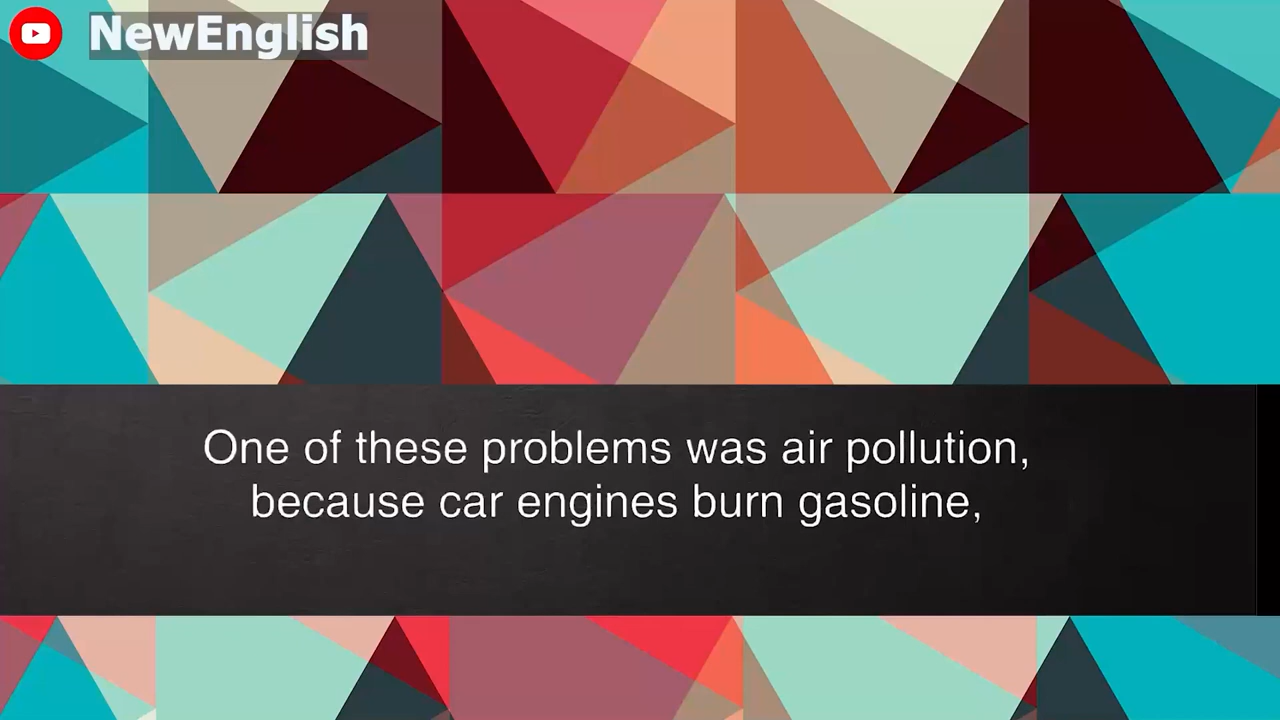 NewEnglish
One of these problems was air pollution,
because car engines burn gasoline,